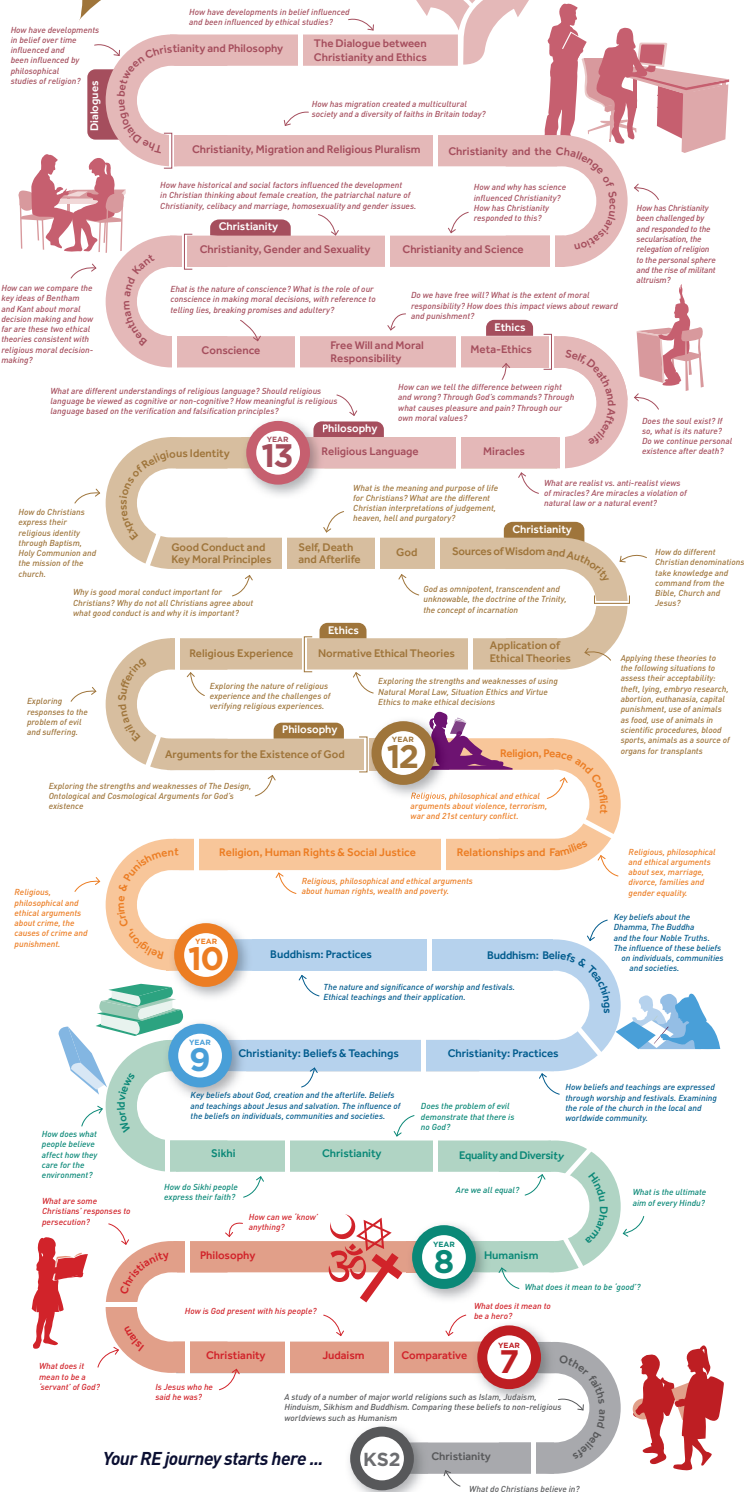 How have developments in belief influenced
and been influenced by ethical studies?
How have developments
in belief over time
influenced and
been influenced by
philosophical
studies of religion?
Dialogues
The Dialogue between Christianity and Philosophy
The Dialogue between
Christianity and Ethics
How has migration created a multicultural
society and a diversity of faiths in Britain today?
Christianity, Migration and Religious Pluralism
Christianity and the Challenge of Secularisation
How have historical and social factors influenced the development
in Christian thinking about female creation, the patriarchal nature of
Christianity, celibacy and marriage, homosexuality and gender issues.
How and why has science
influenced Christianity?
How has Christianity
responded to this?
How has Christianity
been challenged by
and responded to the
secularisation, the
relegation of religion
to the personal sphere
and the rise of militant
altruism?
Christianity
Christianity, Gender and Sexuality
Christianity and Science
Bentham and Kant
How can we compare the
key ideas of Bentham
and Kant about moral
decision making and how
far are these two ethical
theories consistent with
religious moral decision-
making?
Ehat is the nature of conscience? What is the role of our
conscience in making moral decisions, with reference to
telling lies, breaking promises and adultery?
Do we have free will? What is the extent of moral
responsibility? How does this impact views about reward
and punishment?
Ethics
Conscience
Free Will and Moral
Responsibility
Meta-Ethics
Self, Death and Afterlife
What are different understandings of religious language? Should religious
language be viewed as cognitive or non-cognitive? How meaningful is religious
language based on the verification and falsification principles?
How can we tell the difference between right
and wrong? Through God's commands? Through
what causes pleasure and pain? Through our
own moral values?
Does the soul exist? If
so, what is its nature?
Do we continue personal
existence after death?
Philosophy
Expressions of Religious Identity
YEAR
13
Religious Language
Miracles
What is the meaning and purpose of life
for Christians? What are the different
Christian interpretations of judgement,
heaven, hell and purgatory?
What are realist vs. anti-realist views
of miracles? Are miracles a violation of
natural law or a natural event?
How do Christians
express their
religious identity
through Baptism,
Holy Communion and
the mission of the
church.
Christianity
Good Conduct and
Key Moral Principles
Self, Death
and Afterlife
God
Sources of Wisdom and Authority
How do different
Christian denominations
take knowledge and
command from the
Bible, Church and
Jesus?
Why is good moral conduct important for
Christians? Why do not all Christians agree about
what good conduct is and why it is important?
God as omnipotent, transcendent and
unknowable, the doctrine of the Trinity,
the concept of incarnation
Ethics
Religious Experience
Normative Ethical Theories
Application of
Ethical Theories
Evil and Suffering
Exploring
responses to the
problem of evil
and suffering.
Exploring the nature of religious
experience and the challenges of
verifying religious experiences.
Exploring the strengths and weaknesses of using
Natural Moral Law, Situation Ethics and Virtue
Ethics to make ethical decisions
Applying these theories to
the following situations to
assess their acceptability:
theft, lying, embryo research,
abortion, euthanasia, capital
punishment, use of animals
as food, use of animals in
scientific procedures, blood
sports, animals as a source of
organs for transplants
Philosophy
Arguments for the Existence of God
YEAR
12
Religion, Peace and Conflict
Exploring the strengths and weaknesses of The Design,
Ontological and Cosmological Arguments for God's
existence
Religious, philosophical and ethical
arguments about violence, terrorism,
war and 21st century conflict.
Religion, Crime & Punishment
Religion, Human Rights & Social Justice
Relationships and Families
Religious,
philosophical and
ethical arguments
about crime, the
causes of crime and
punishment.
Religious, philosophical and ethical arguments
about human rights, wealth and poverty.
Religious, philosophical
and ethical arguments
about sex, marriage,
divorce, families and
gender equality.
YEAR
10
Buddhism: Practices
Buddhism: Beliefs & Teachings
Key beliefs about the
Dhamma, The Buddha
and the four Noble Truths.
The influence of these beliefs
on individuals, communities
and societies.
The nature and significance of worship and festivals.
Ethical teachings and their application.
YEAR
9
Christianity: Beliefs & Teachings
Christianity: Practices
Worldviews
Key beliefs about God, creation and the afterlife. Beliefs
and teachings about Jesus and salvation. The influence of
the beliefs on individuals, communities and societies.
How beliefs and teachings are expressed
through worship and festivals. Examining
the role of the church in the local and
worldwide community.
Does the problem of evil
demonstrate that there is
no God?
How does what
people believe
affect how they
care for the
environment?
Sikhi
Christianity
Equality and Diversity
Hindu Dharma
How do Sikhi people
express their faith?
Are we all equal?
What is the ultimate
aim of every Hindu?
What are some
Christians' responses to
persecution?
How can we 'know'
anything?
Christianity
Philosophy
ॐ
YEAR
8
Humanism
What does it mean to be 'good'?
How is God present with his people?
What does it mean to
be a hero?
Islam
Christianity
Judaism
Comparative
YEAR
7
Other faiths and beliefs
What does it
mean to be a
'servant' of God?
Is Jesus who he
said he was?
A study of a number of major world religions such as Islam, Judaism,
Hinduism, Sikhism and Buddhism. Comparing these beliefs to non-religious
worldviews such as Humanism
Your RE journey starts here ...
KS2
Christianity
What do Christians believe in?